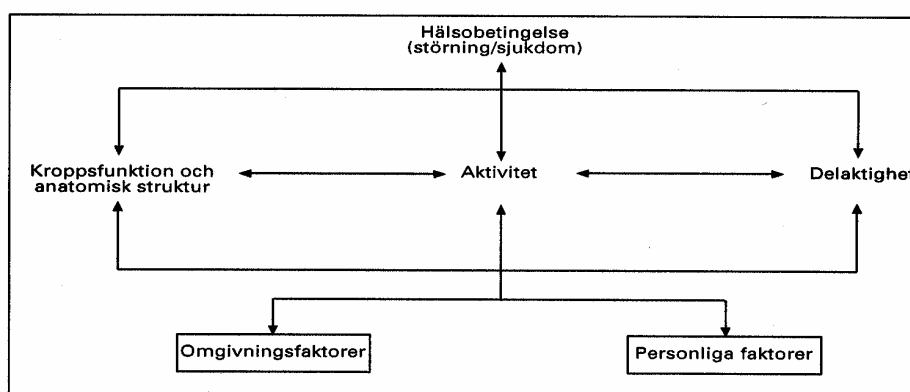 Hälsobetingelse
(störning/sjukdom)
Kroppsfunktion och
anatomisk struktur
Aktivitet
Delaktighet
Omgivningsfaktorer
Personliga faktorer